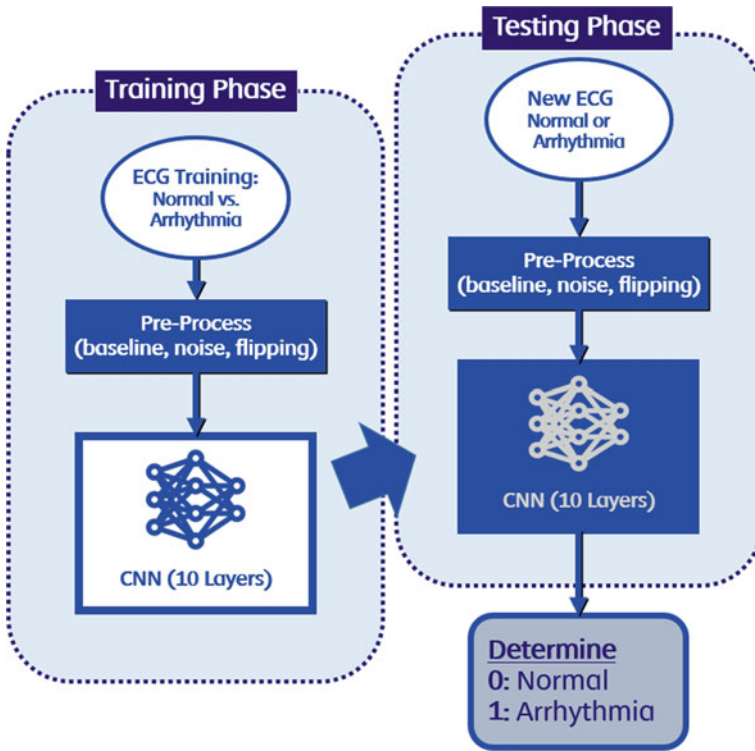 Training Phase
ECG Training:
Normal vs.
Arrhythmia
Pre-Process
(baseline, noise, flipping)
CNN (10 Layers)
Testing Phase
New ECG
Normal or
Arrhythmia
Pre-Process
(baseline, noise, flipping)
CNN (10 Layers)
Determine
0: Normal
1: Arrhythmia